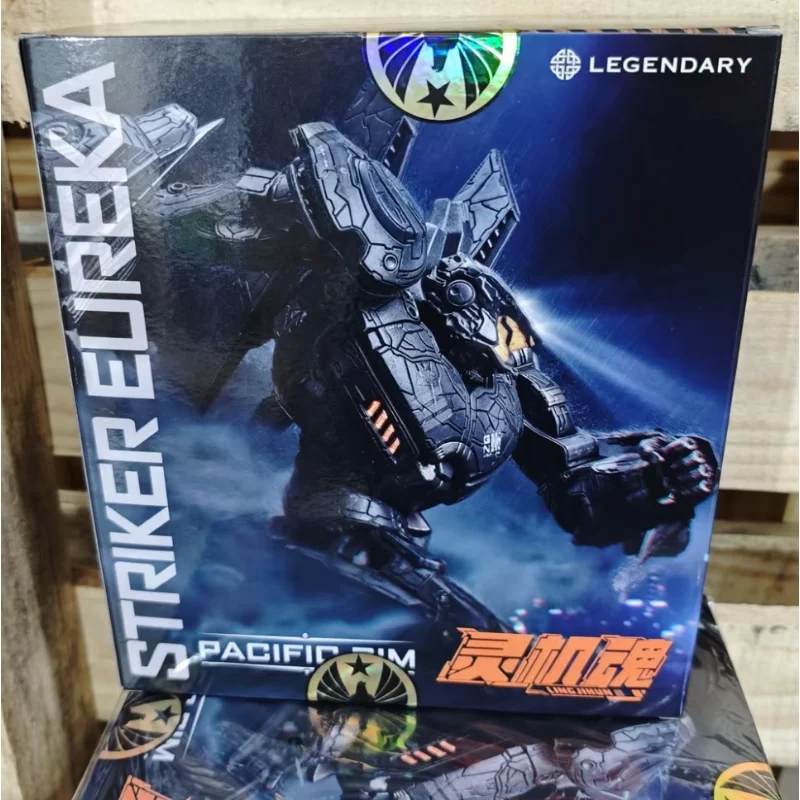 LEGENDARY
STRIKER EUREKA
PACIFIC RIM
灵机魂
LINGJIHUN